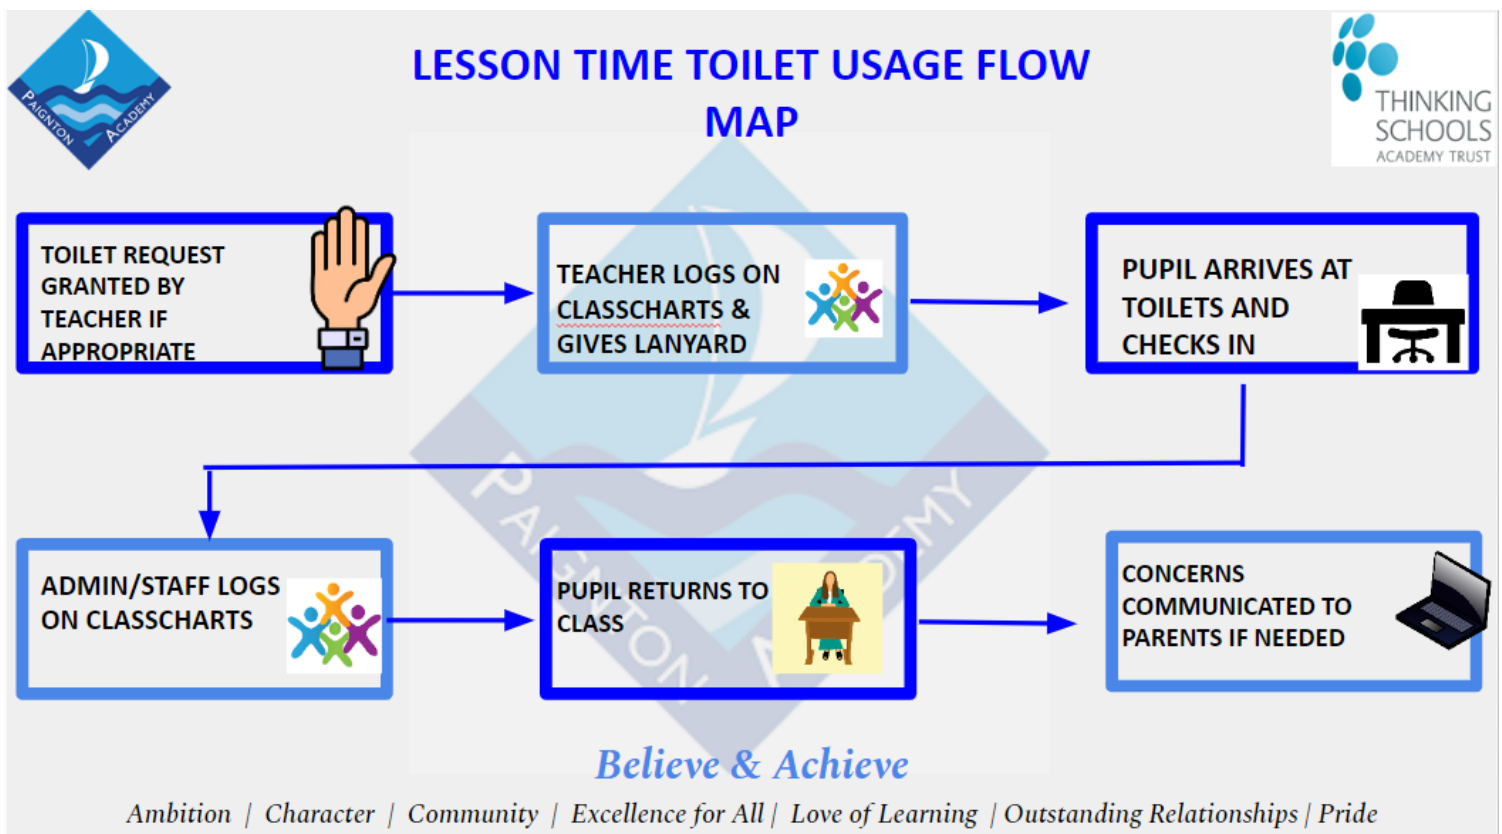 PAIGNTON ACADEMY
LESSON TIME TOILET USAGE FLOW
MAP
THINKING
SCHOOLS
ACADEMY TRUST
TOILET REQUEST
GRANTED BY
TEACHER IF
APPROPRIATE
TEACHER LOGS ON
CLASSCHARTS &
GIVES LANYARD
PUPIL ARRIVES AT
TOILETS AND
CHECKS IN
ADMIN/STAFF LOGS
ON CLASSCHARTS
PUPIL RETURNS TO
CLASS
CONCERNS
COMMUNICATED TO
PARENTS IF NEEDED
PAIGNTON ACADEMY
Believe & Achieve
Ambition | Character | Community | Excellence for All | Love of Learning | Outstanding Relationships | Pride